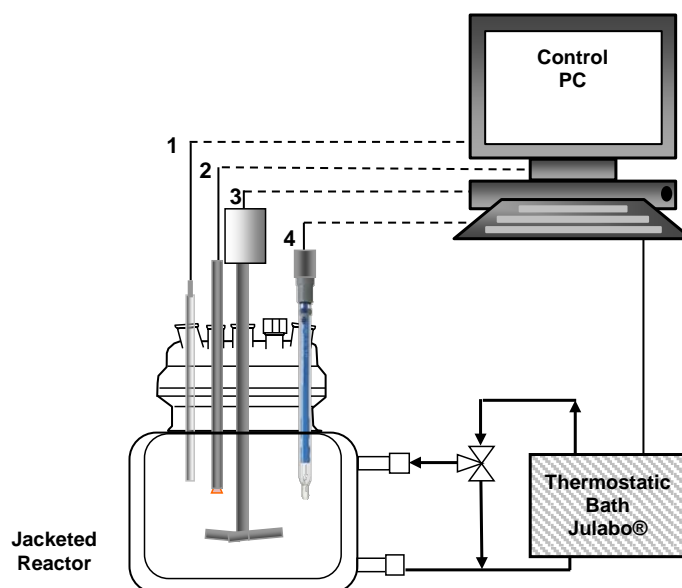 Control
PC
1
2
3
4
Thermostatic
Bath
Julabo®
Jacketed
Reactor